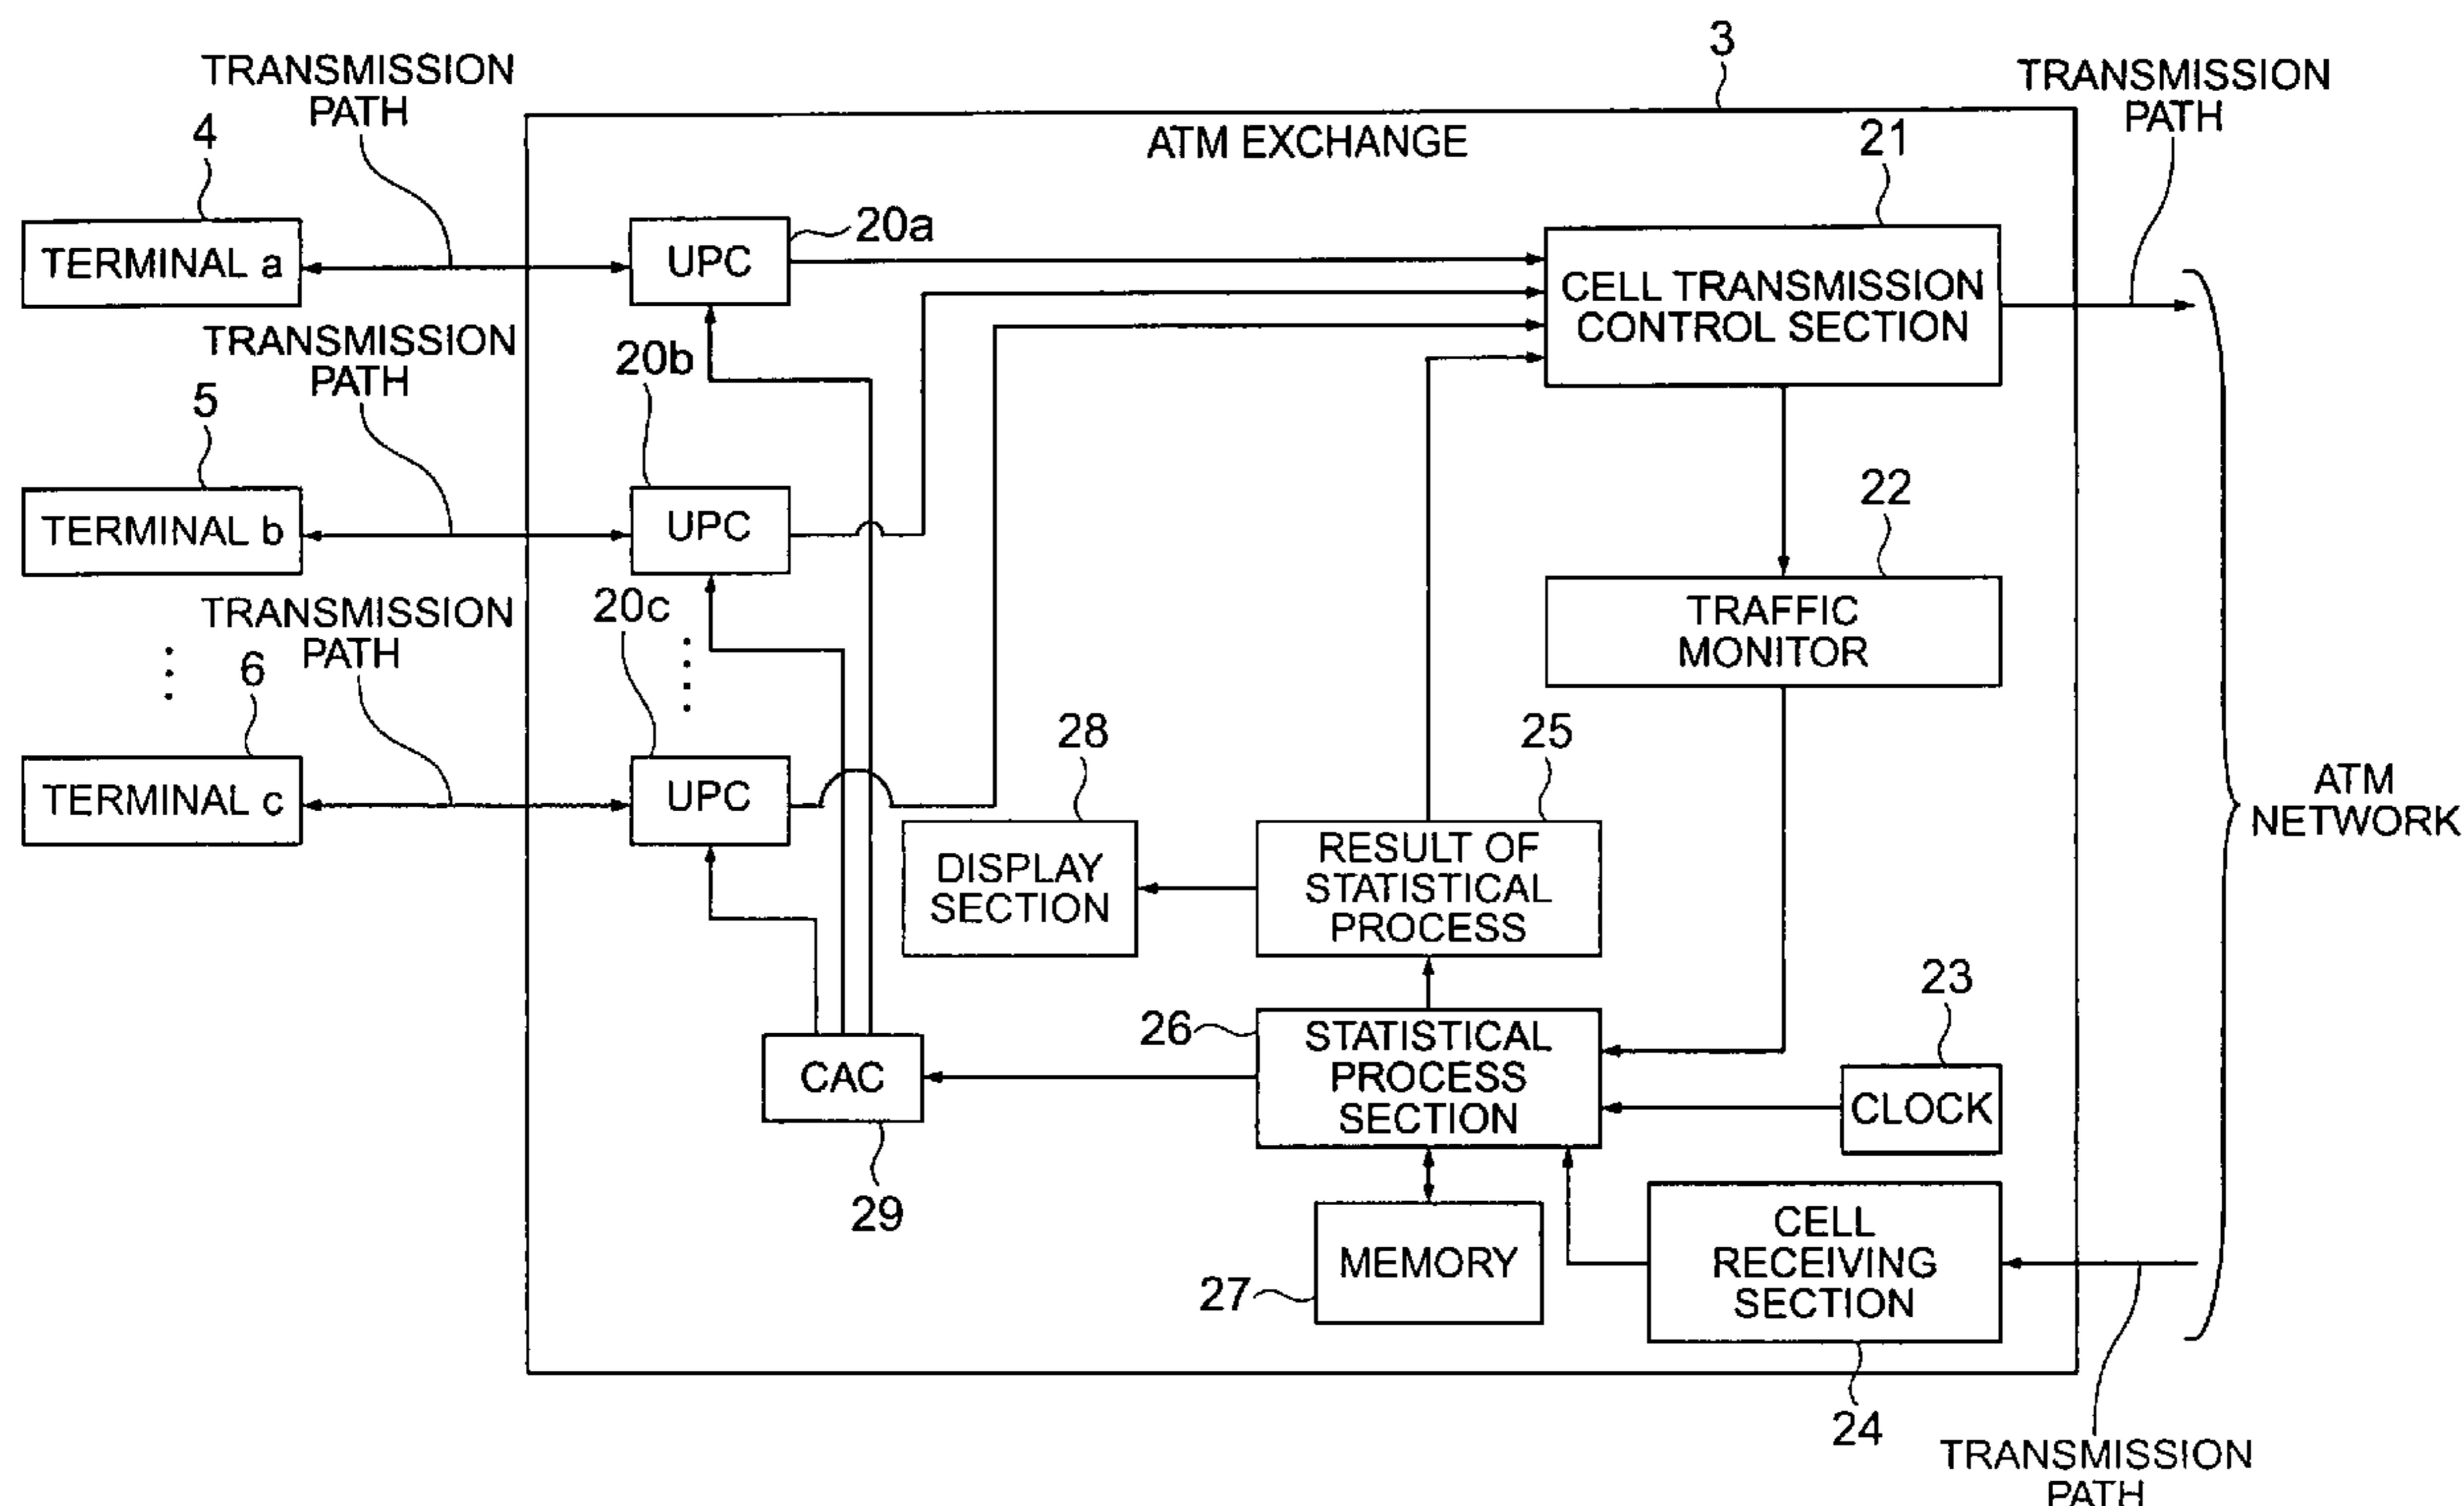 3
TRANSMISSION
PATH
TRANSMISSION
PATH
ATM EXCHANGE
4
21
20a
TERMINAL a
UPC
CELL TRANSMISSION
CONTROL SECTION
TRANSMISSION
PATH
20b
5
22
TERMINAL b
UPC
TRANSMISSION
PATH
20c
TRAFFIC
MONITOR
6
28
25
TERMINAL c
UPC
ATM
NETWORK
DISPLAY
SECTION
RESULT OF
STATISTICAL
PROCESS
23
26
STATISTICAL
PROCESS
SECTION
CAC
CLOCK
29
CELL
RECEIVING
SECTION
MEMORY
27
24
TRANSMISSION
PATH